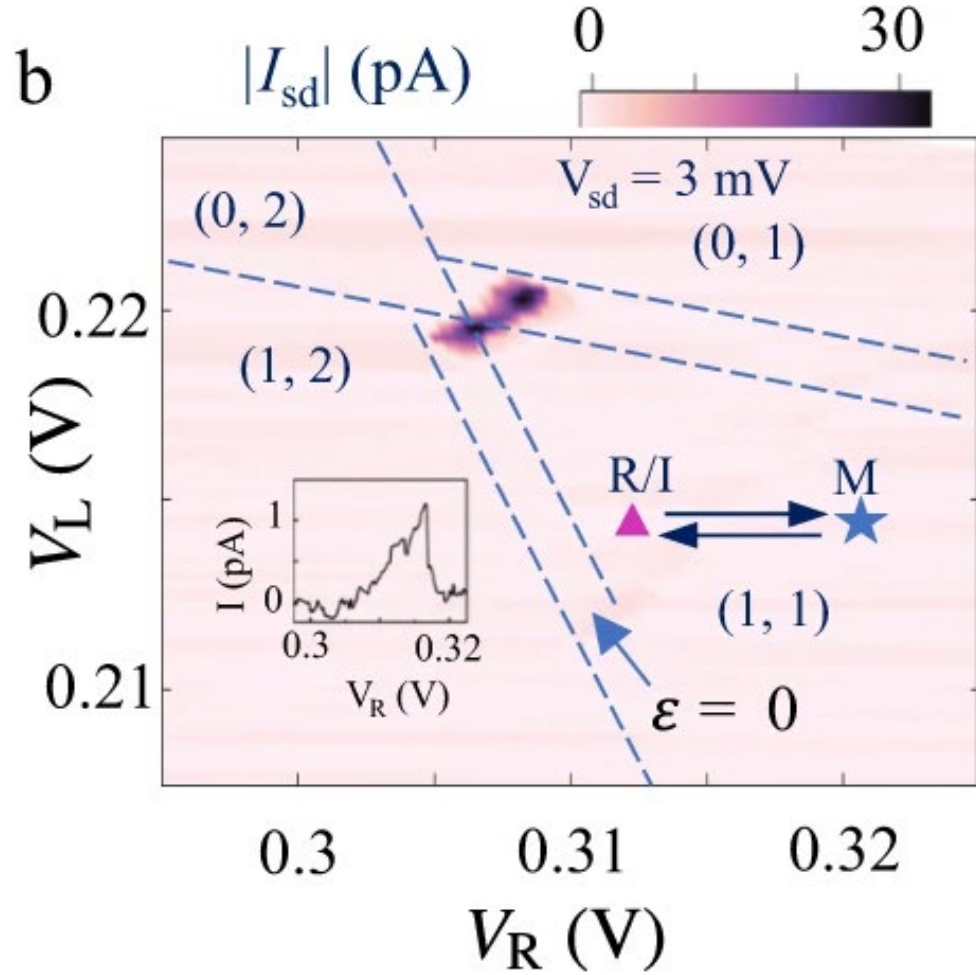 b
|I_sd| (pA)
0 30
V_sd = 3 mV
(0, 2)
(0, 1)
(1, 2)
R/I
M
(1, 1)
ε = 0
0.22
0.21
V_L (V)
1
0
I (pA)
0.3 0.32
V_R (V)
0.3 0.31 0.32
V_R (V)